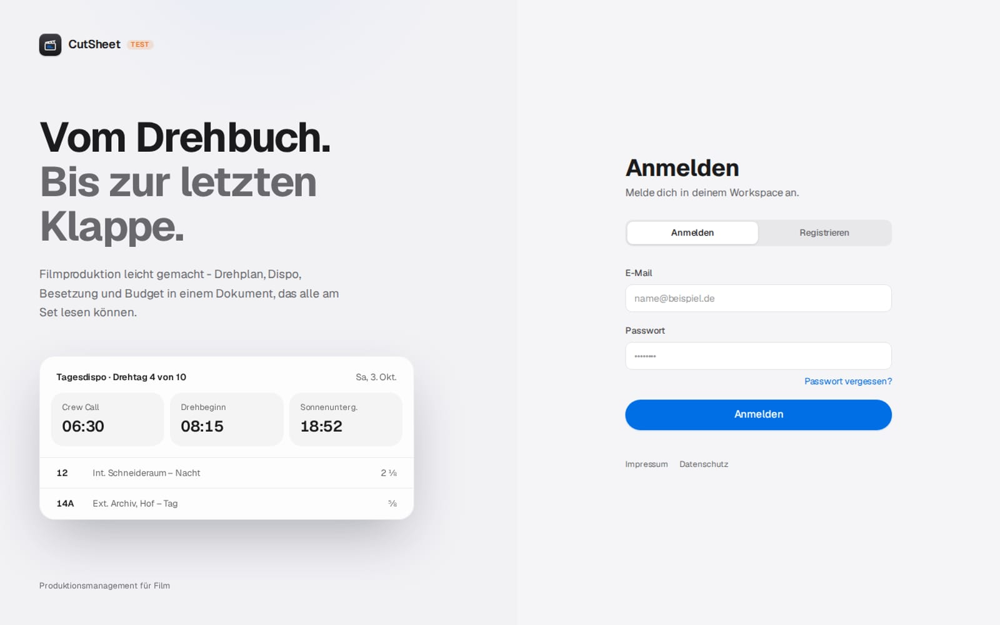 CutSheet TEST
Vom Drehbuch.
Bis zur letzten
Klappe.
Filmproduktion leicht gemacht - Drehplan, Dispo,
Besetzung und Budget in einem Dokument, das alle am
Set lesen können.
Tagesdispo · Drehtag 4 von 10 Sa, 3. Okt.
Crew Call Drehbeginn Sonnenunterg.
06:30 08:15 18:52
12 Int. Schneideraum – Nacht 2 ⅛
14A Ext. Archiv, Hof – Tag ⅝
Produktionsmanagement für Film
Anmelden
Melde dich in deinem Workspace an.
Anmelden Registrieren
E-Mail
name@beispiel.de
Passwort
••••••••
Passwort vergessen?
Anmelden
Impressum Datenschutz